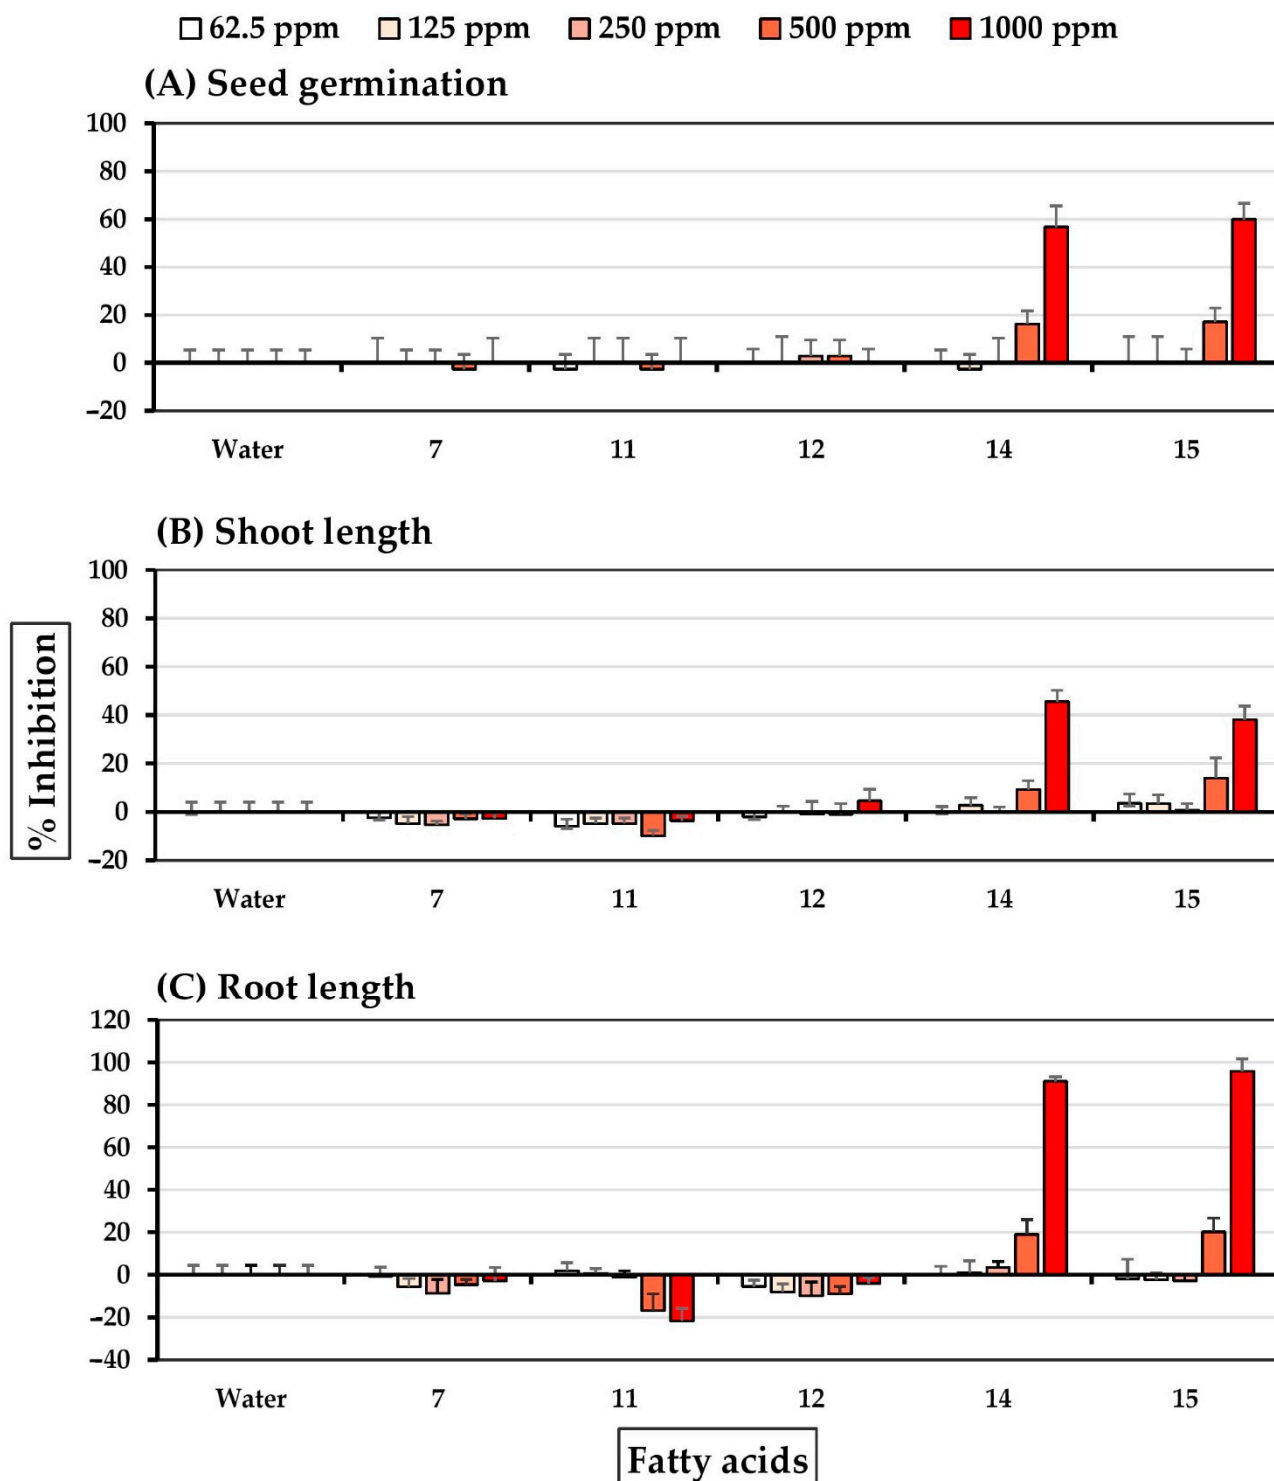 62.5 ppm 125 ppm 250 ppm 500 ppm 1000 ppm
(A) Seed germination
100
80
60
40
20
0
–20
Water 7 11 12 14 15
(B) Shoot length
100
80
60
40
20
0
–20
Water 7 11 12 14 15
% Inhibition
(C) Root length
120
100
80
60
40
20
0
–20
–40
Water 7 11 12 14 15
Fatty acids